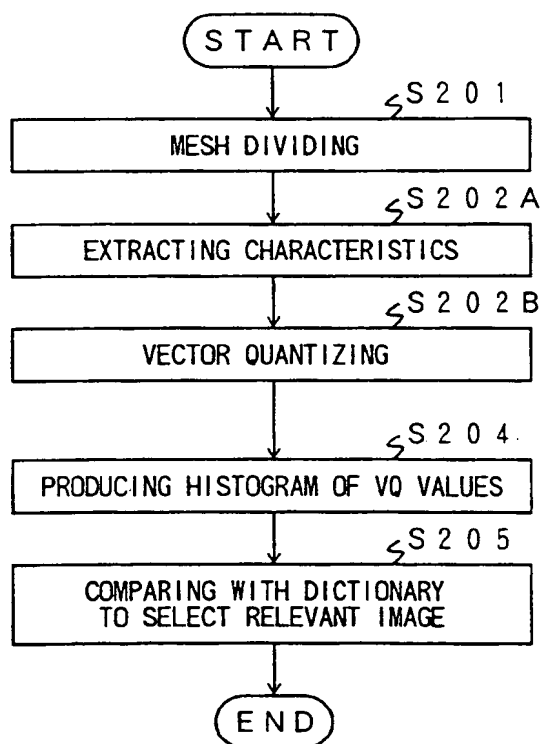 START
S201
MESH DIVIDING
S202A
EXTRACTING CHARACTERISTICS
S202B
VECTOR QUANTIZING
S204
PRODUCING HISTOGRAM OF VQ VALUES
S205
COMPARING WITH DICTIONARY
TO SELECT RELEVANT IMAGE
END